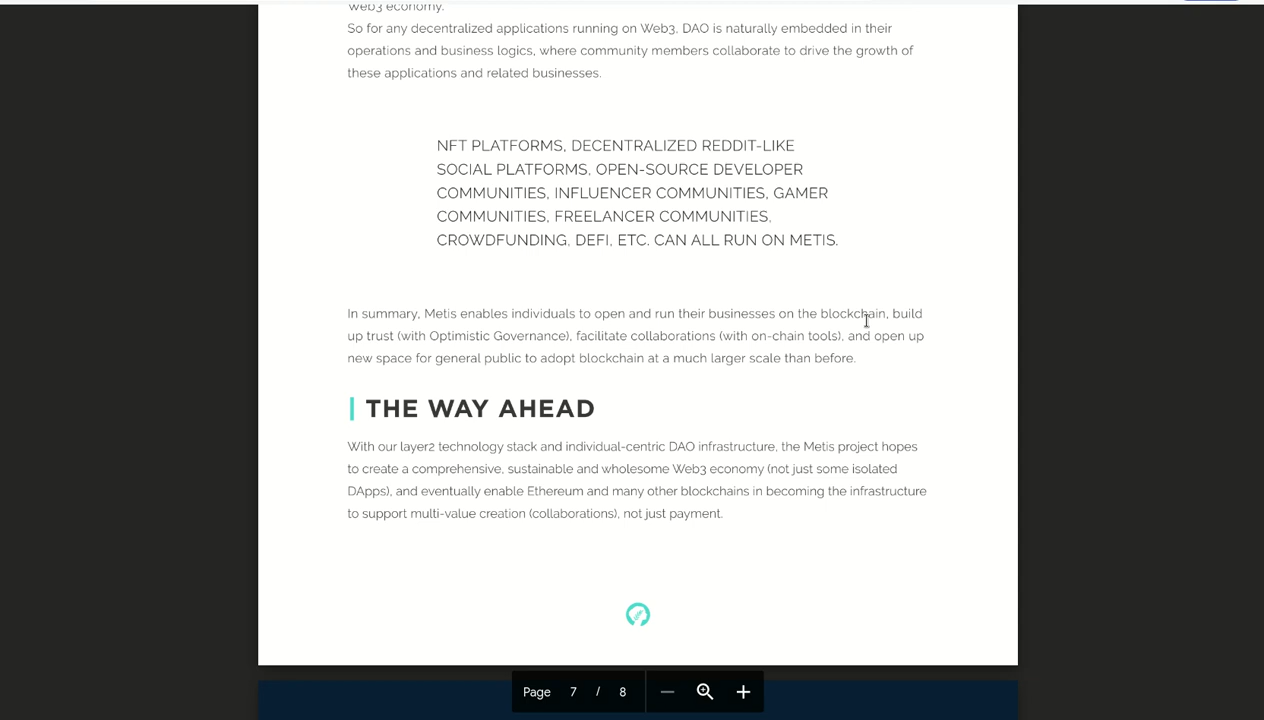 Web3 economy.
So for any decentralized applications running on Web3, DAO is naturally embedded in their
operations and business logics, where community members collaborate to drive the growth of
these applications and related businesses.
NFT PLATFORMS, DECENTRALIZED REDDIT-LIKE
SOCIAL PLATFORMS, OPEN-SOURCE DEVELOPER
COMMUNITIES, INFLUENCER COMMUNITIES, GAMER
COMMUNITIES, FREELANCER COMMUNITIES,
CROWDFUNDING, DEFI, ETC. CAN ALL RUN ON METIS.
In summary, Metis enables individuals to open and run their businesses on the blockchain, build
up trust (with Optimistic Governance), facilitate collaborations (with on-chain tools), and open up
new space for general public to adopt blockchain at a much larger scale than before.
THE WAY AHEAD
With our layer2 technology stack and individual-centric DAO infrastructure, the Metis project hopes
to create a comprehensive, sustainable and wholesome Web3 economy (not just some isolated
DApps), and eventually enable Ethereum and many other blockchains in becoming the infrastructure
to support multi-value creation (collaborations), not just payment.
Page 7 / 8